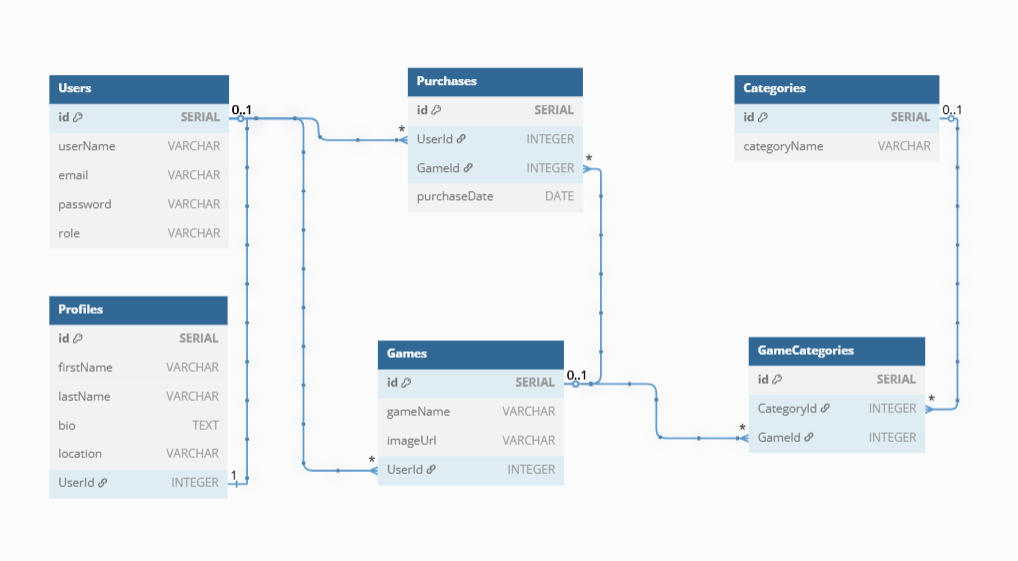 Users
id SERIAL
userName VARCHAR
email VARCHAR
password VARCHAR
role VARCHAR
0..1
Purchases
id SERIAL
* UserId INTEGER
GameId INTEGER *
purchaseDate DATE
Categories
id SERIAL 0..1
categoryName VARCHAR
Profiles
id SERIAL
firstName VARCHAR
lastName VARCHAR
bio TEXT
location VARCHAR
UserId INTEGER 1
Games
id SERIAL 0..1
gameName VARCHAR
imageUrl VARCHAR
* UserId INTEGER
GameCategories
id SERIAL
CategoryId INTEGER *
* GameId INTEGER